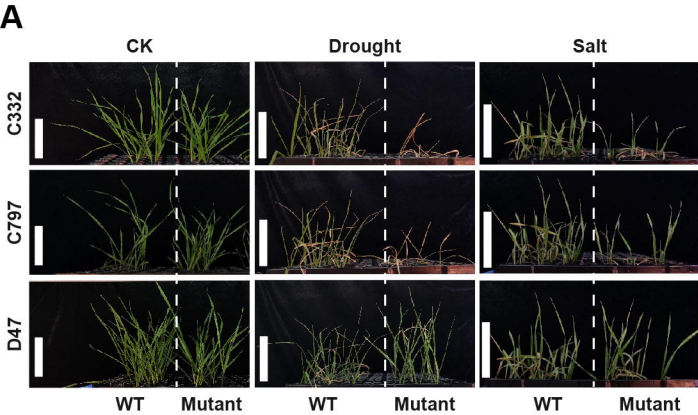 A
CK Drought Salt
C332
C797
D47
WT Mutant WT Mutant WT Mutant